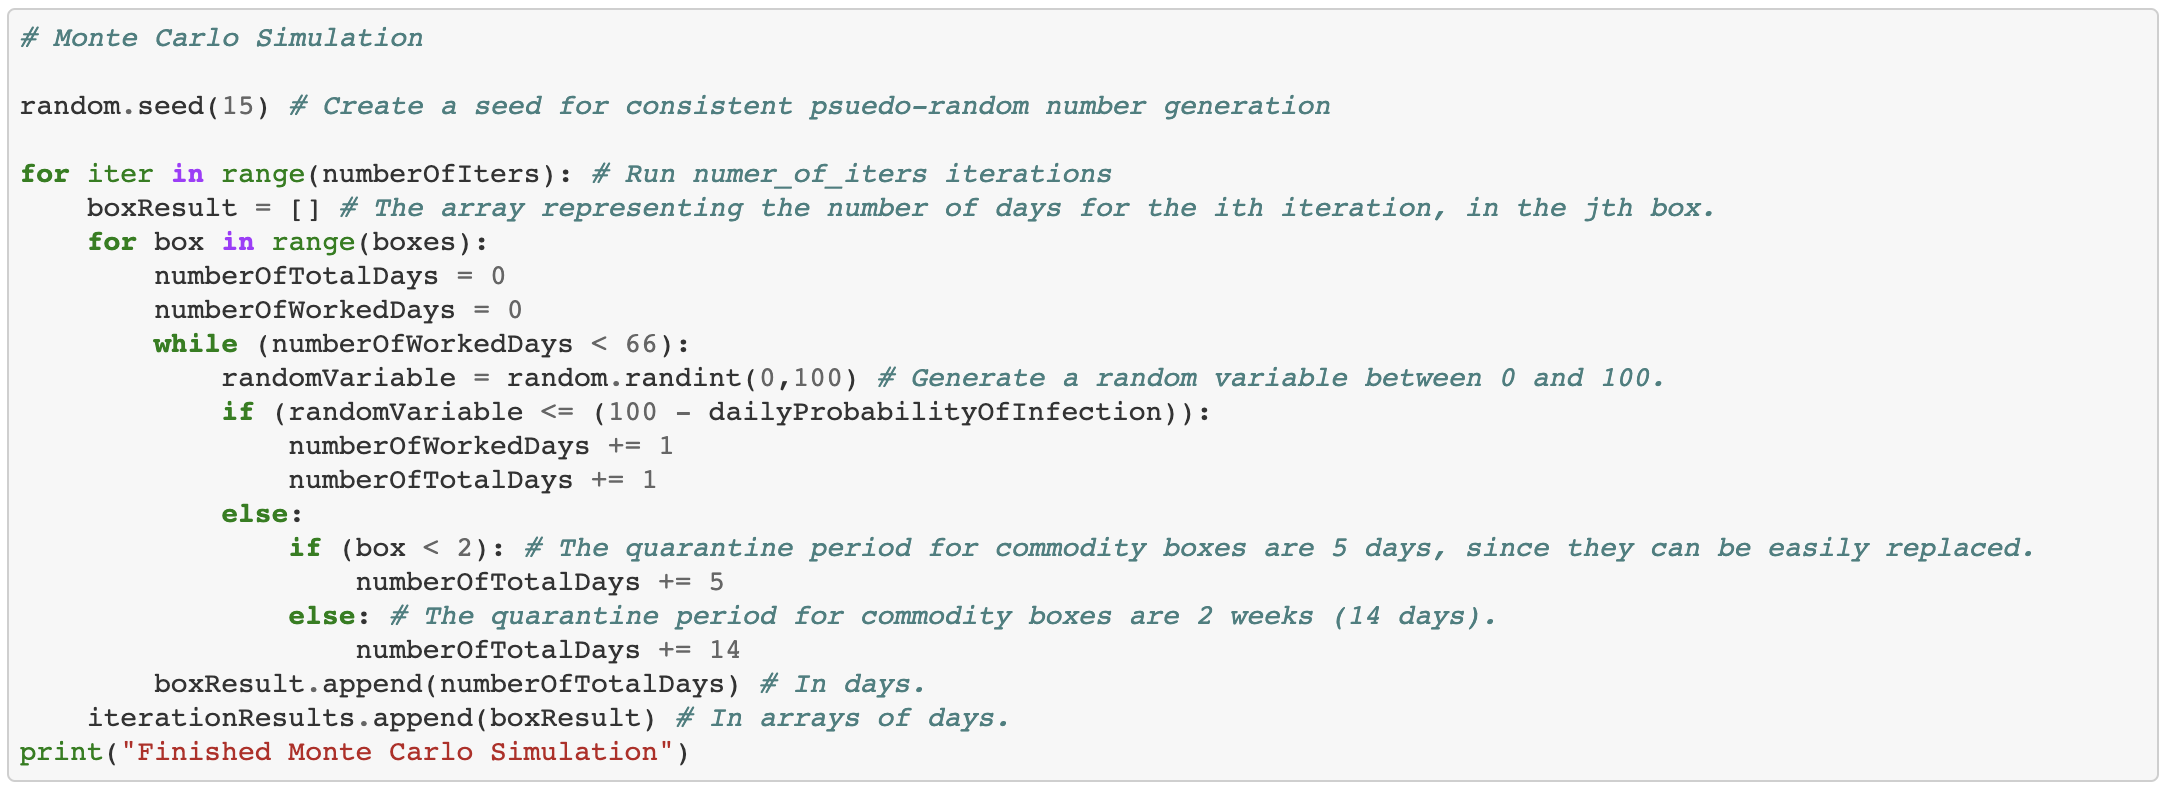 # Monte Carlo Simulation
random.seed(15) # Create a seed for consistent psuedo-random number generation
for iter in range(numberOfIters): # Run numer_of_iters iterations
    boxResult = [] # The array representing the number of days for the ith iteration, in the jth box.
    for box in range(boxes):
        numberOfTotalDays = 0
        numberOfWorkedDays = 0
        while (numberOfWorkedDays < 66):
            randomVariable = random.randint(0,100) # Generate a random variable between 0 and 100.
            if (randomVariable <= (100 - dailyProbabilityOfInfection)):
                numberOfWorkedDays += 1
                numberOfTotalDays += 1
            else:
                if (box < 2): # The quarantine period for commodity boxes are 5 days, since they can be easily replaced.
                    numberOfTotalDays += 5
                else: # The quarantine period for commodity boxes are 2 weeks (14 days).
                    numberOfTotalDays += 14
        boxResult.append(numberOfTotalDays) # In days.
    iterationResults.append(boxResult) # In arrays of days.
print("Finished Monte Carlo Simulation")